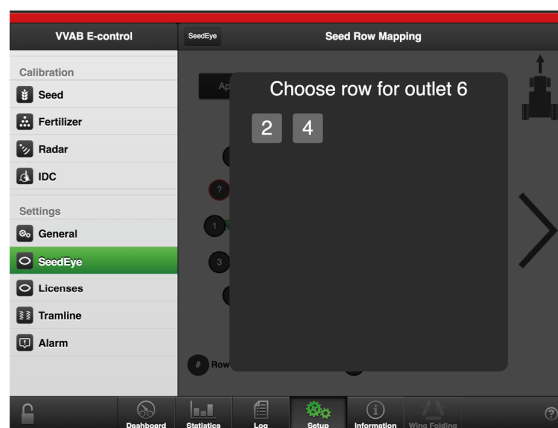 VVAB E-control
SeedEye
Seed Row Mapping
Calibration
Seed
Fertilizer
Radar
IDC
Settings
General
SeedEye
Licenses
Tramline
Alarm
Ap
Choose row for outlet 6
2 4
?
1
3
# Row
Dashboard
Statistics
Log
Setup
Information
Wing Folding
?